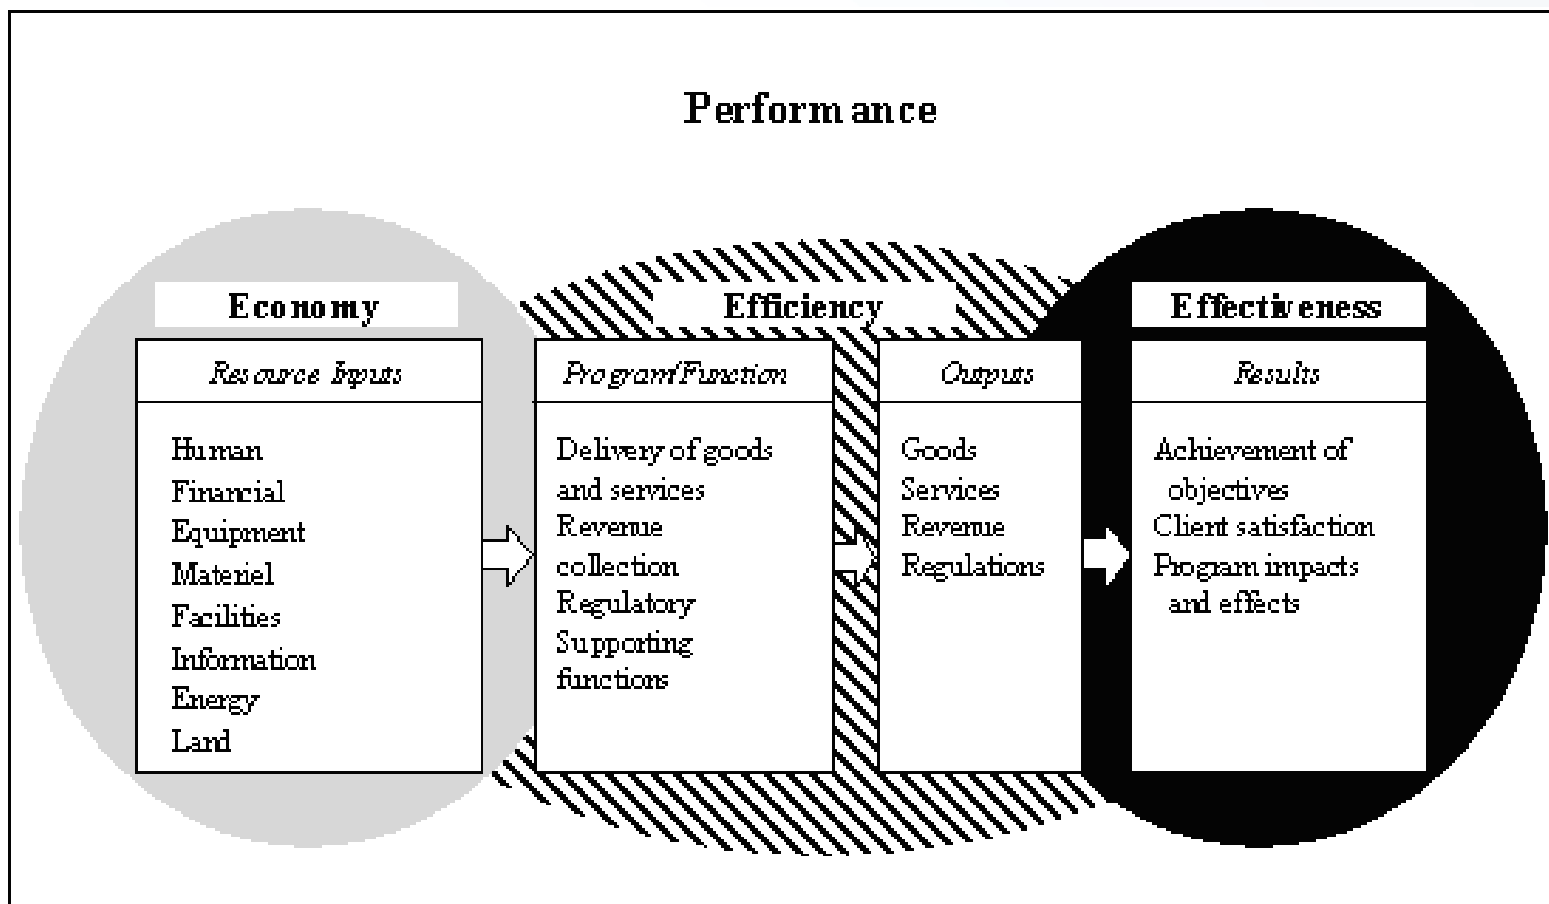 Performance
Economy
Resource Inputs
Human
Financial
Equipment
Materiel
Facilities
Information
Energy
Land
Efficiency
Program/Function
Delivery of goods
and services
Revenue
collection
Regulatory
Supporting
functions
Outputs
Goods
Services
Revenue
Regulations
Effectiveness
Results
Achievement of
objectives
Client satisfaction
Program impacts
and effects